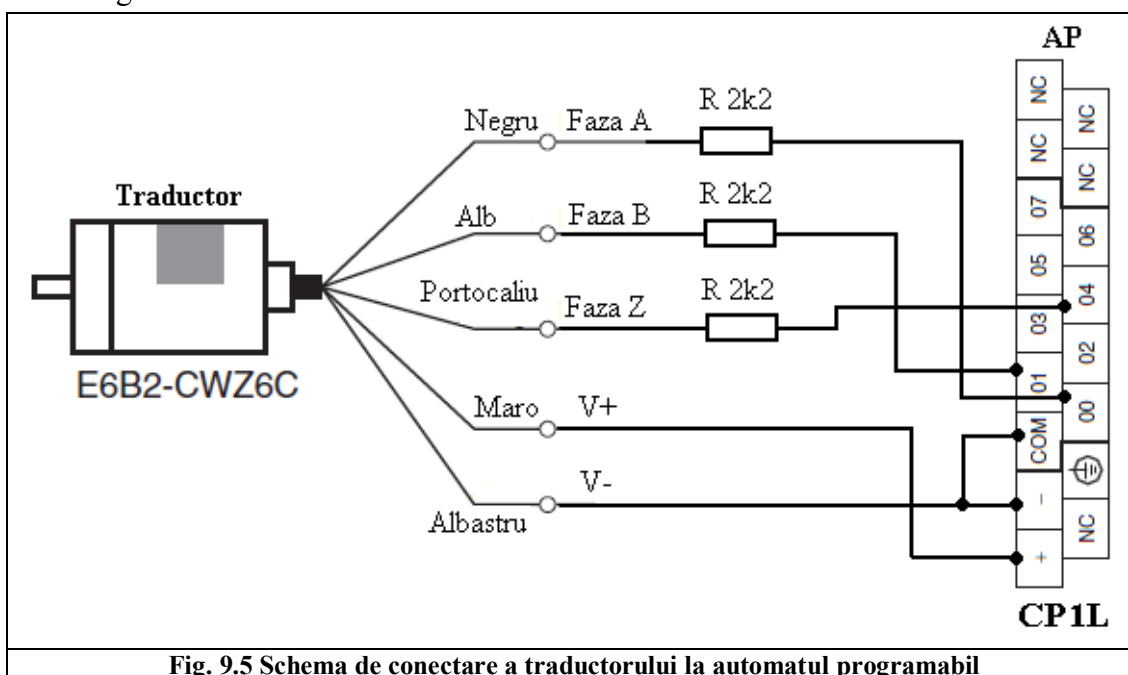 AP
NC
NC
NC
NC
07
06
05
04
03
02
01
00
COM
-
NC
+
CP1L
Traductor
E6B2-CWZ6C
Negru Faza A R 2k2
Alb Faza B R 2k2
Portocaliu Faza Z R 2k2
Maro V+
V-
Albastru
Fig. 9.5 Schema de conectare a traductorului la automatul programabil